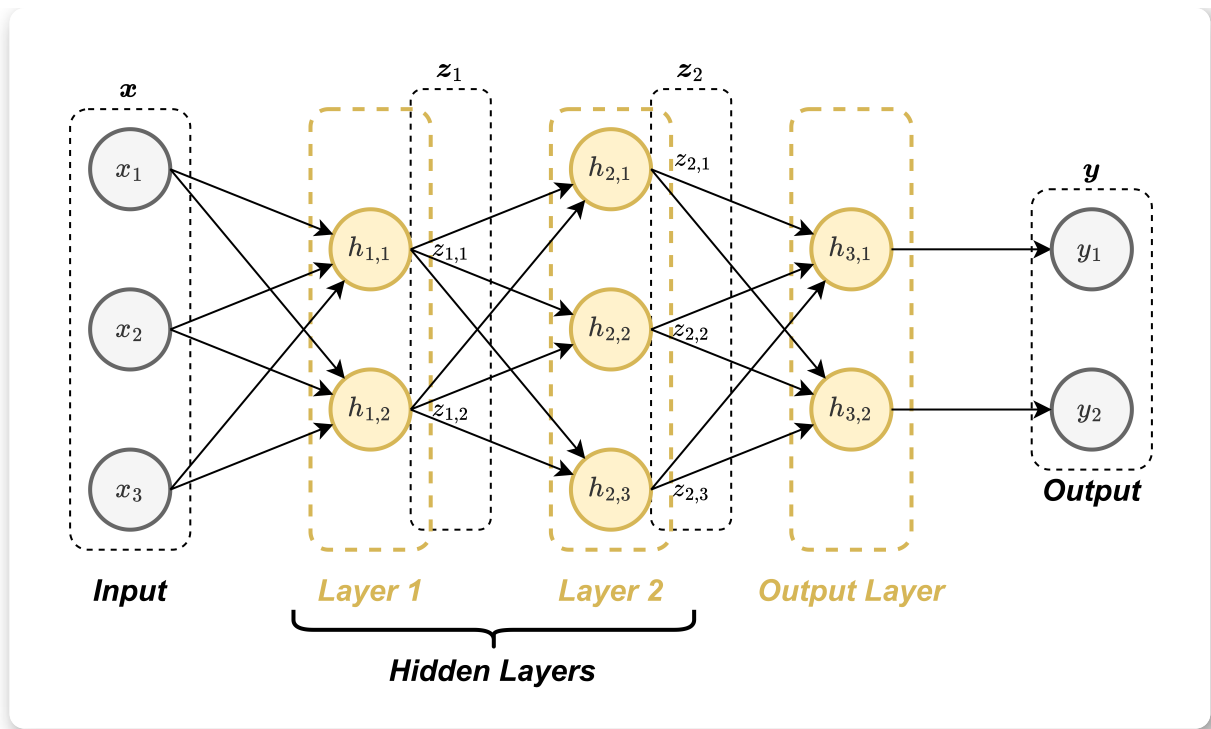 z₁
z₂
x
x₁
h₂,₁
z₂,₁
y
h₁,₁
z₁,₁
h₃,₁
y₁
x₂
h₂,₂
z₂,₂
h₁,₂
z₁,₂
h₃,₂
y₂
x₃
h₂,₃
z₂,₃
Output
Input
Layer 1
Layer 2
Output Layer
Hidden Layers